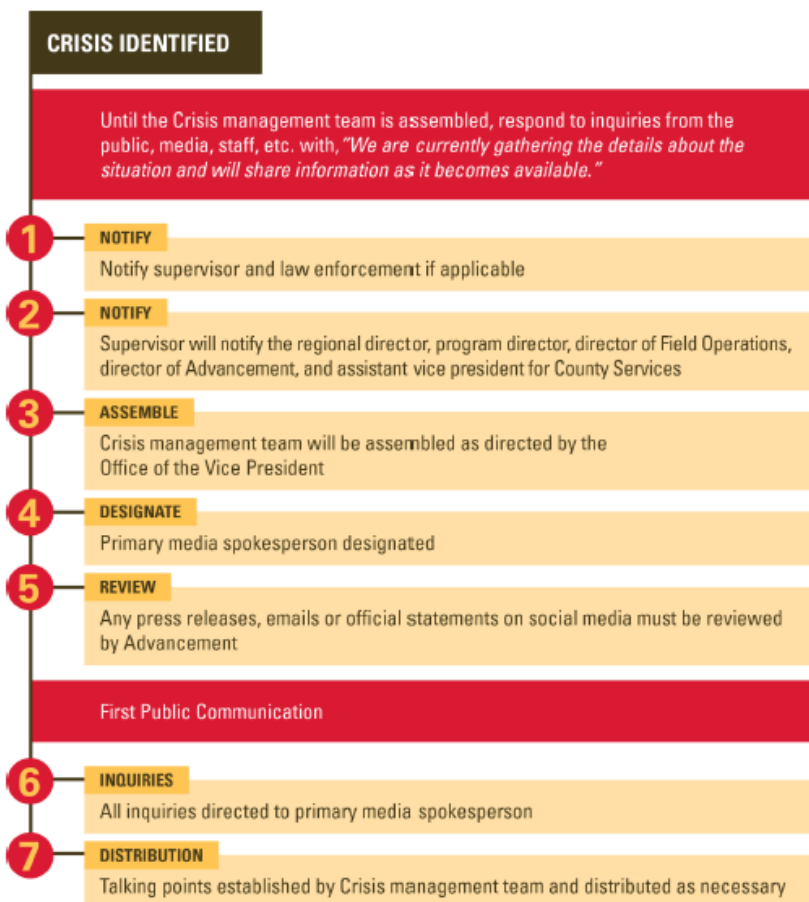 CRISIS IDENTIFIED
Until the Crisis management team is assembled, respond to inquiries from the
public, media, staff, etc. with, "We are currently gathering the details about the
situation and will share information as it becomes available."
1
NOTIFY
Notify supervisor and law enforcement if applicable
2
NOTIFY
Supervisor will notify the regional director, program director, director of Field Operations,
director of Advancement, and assistant vice president for County Services
3
ASSEMBLE
Crisis management team will be assembled as directed by the
Office of the Vice President
4
DESIGNATE
Primary media spokesperson designated
5
REVIEW
Any press releases, emails or official statements on social media must be reviewed
by Advancement
First Public Communication
6
INQUIRIES
All inquiries directed to primary media spokesperson
7
DISTRIBUTION
Talking points established by Crisis management team and distributed as necessary